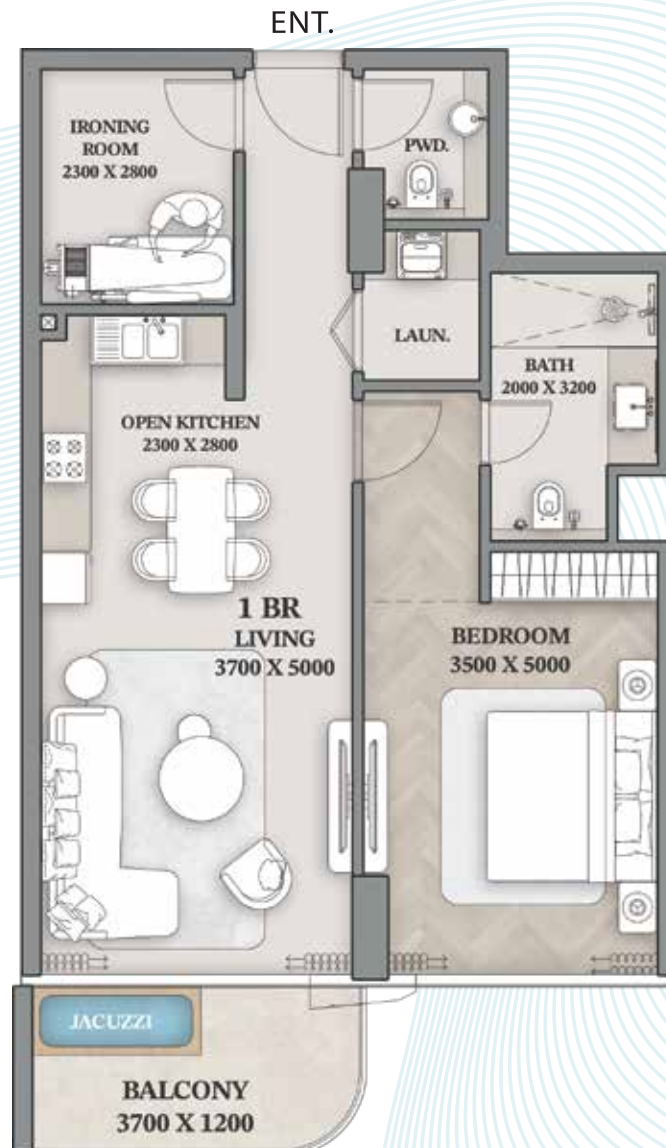 ENT.
IRONING
ROOM
2300 X 2800
PWD.
LAUN.
BATH
2000 X 3200
OPEN KITCHEN
2300 X 2800
1 BR
LIVING
3700 X 5000
BEDROOM
3500 X 5000
JACUZZI
BALCONY
3700 X 1200